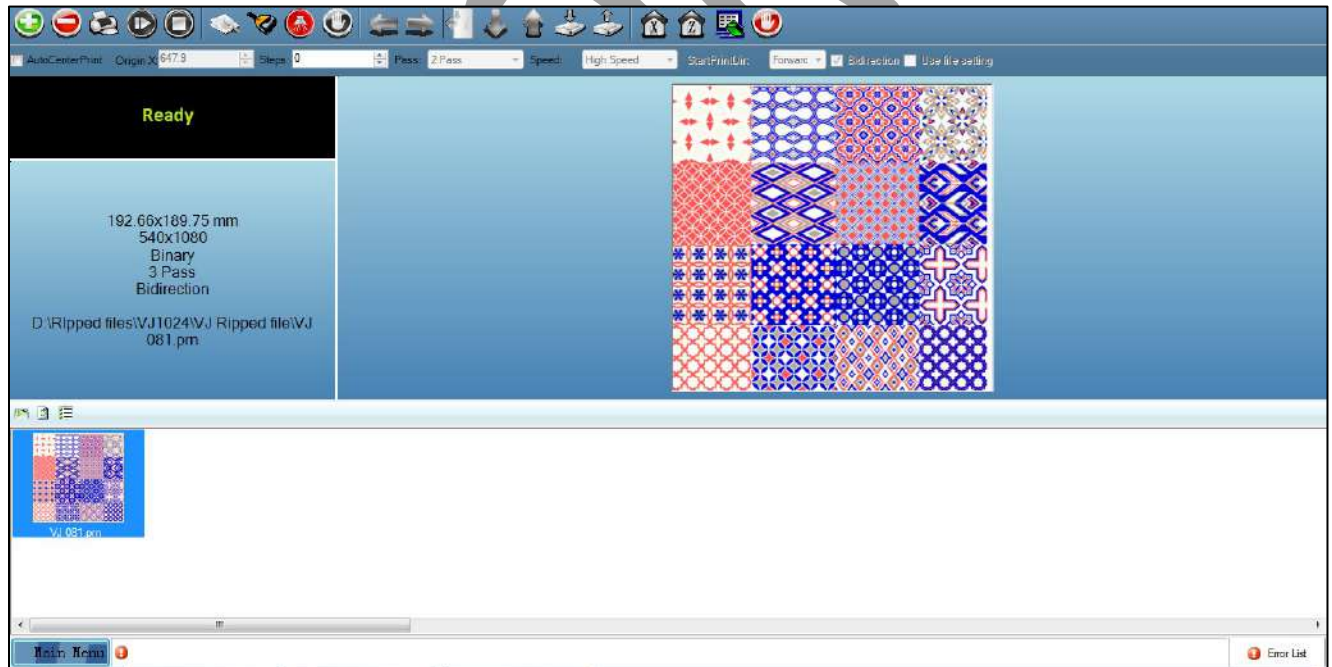 AutoCenterPrint Origin X: 647.9 Steps: 0 Pass: 2 Pass Speed: High Speed StartPrintDir: Forward Bidirection Use file setting
X Z
Ready
192.66x189.75 mm
540x1080
Binary
3 Pass
Bidirection
D:\RIpped files\VJ1024\VJ Ripped file\VJ
081.prn
VJ 081.prn
Main Menu
Error List